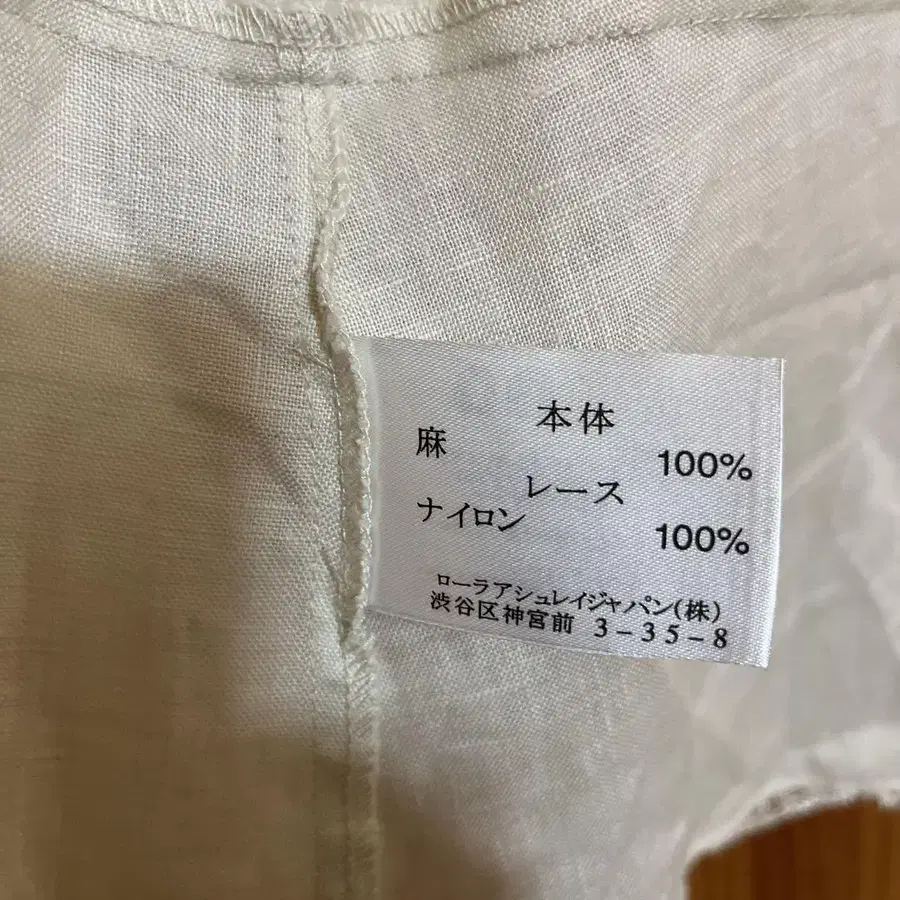 本体
麻 100%
レース
ナイロン 100%
ローラアシュレイジャパン(株)
渋谷区神宮前 3-35-8